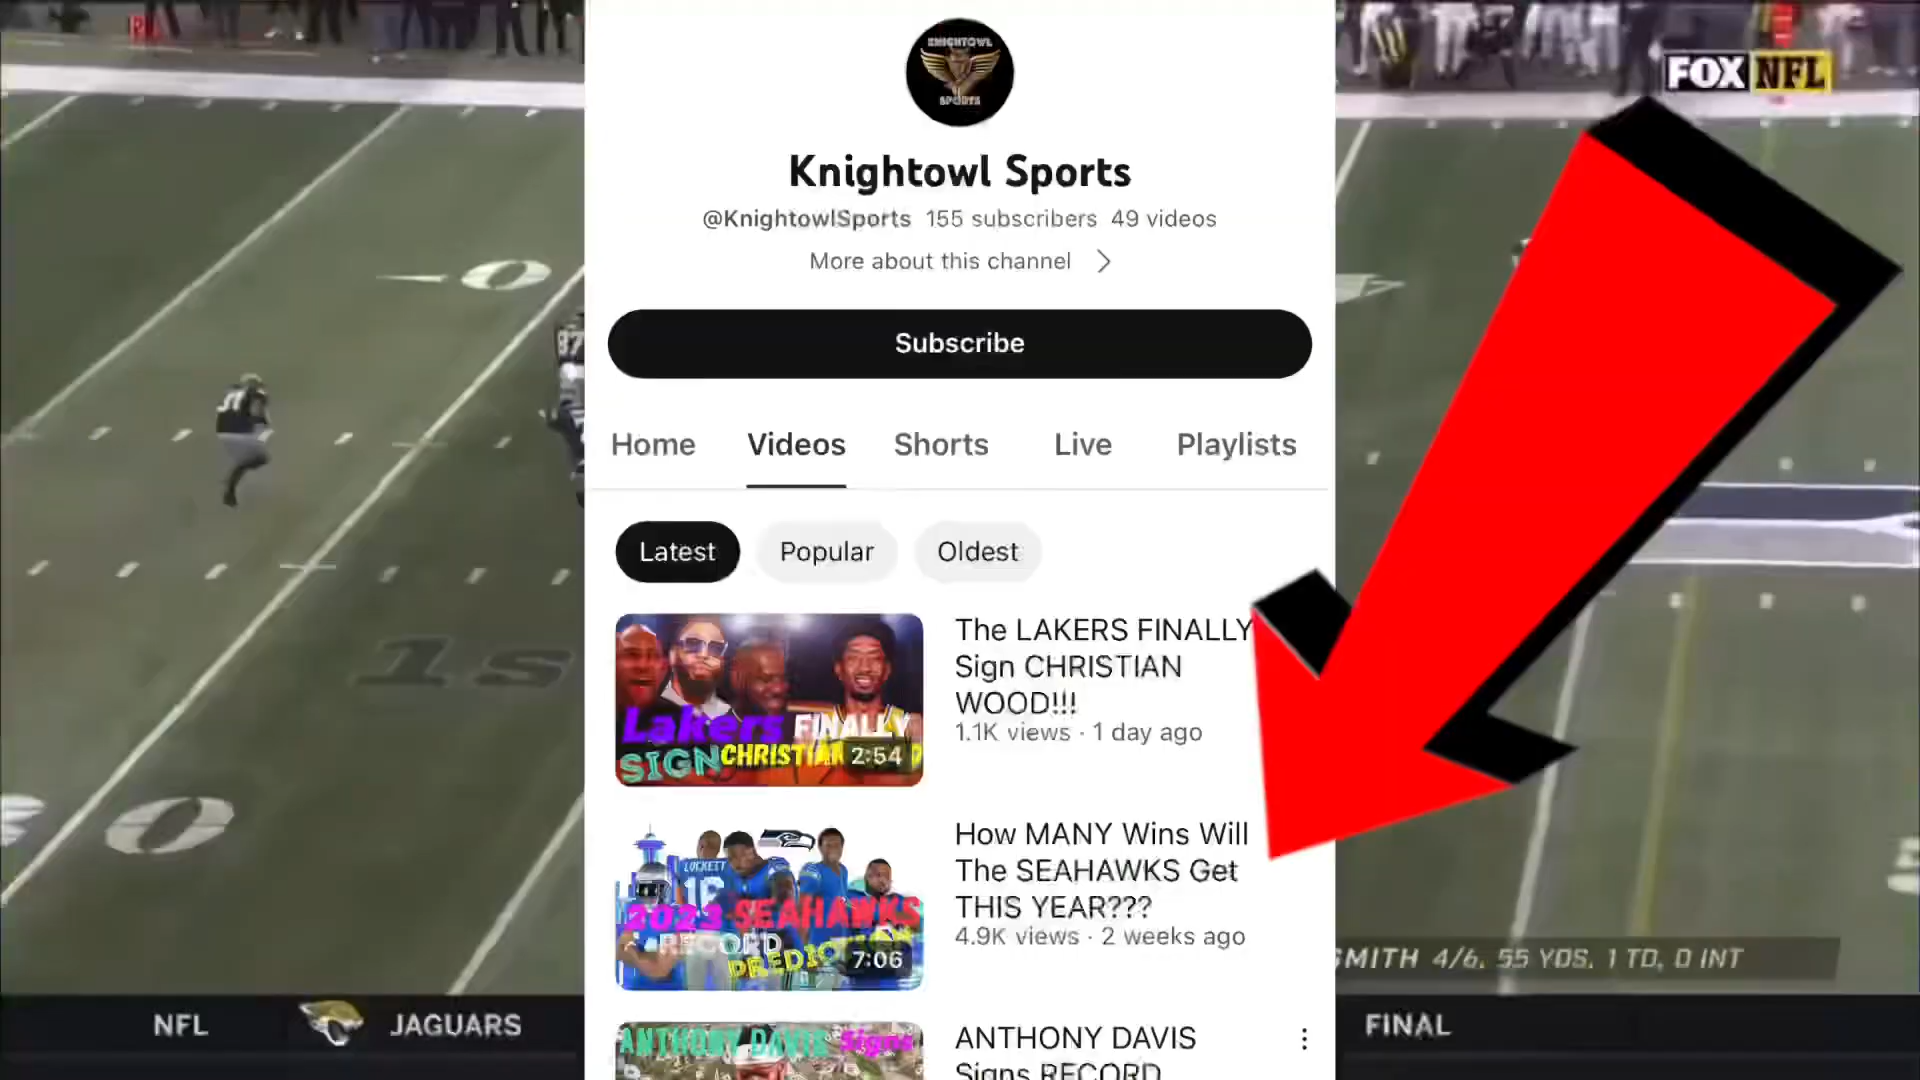 FOX NFL
KNIGHTOWL
SPORTS
Knightowl Sports
@KnightowlSports 155 subscribers 49 videos
More about this channel
Subscribe
87
31
Home Videos Shorts Live Playlists
Latest Popular Oldest
The LAKERS FINALLY
Sign CHRISTIAN
WOOD!!!
1.1K views · 1 day ago
Lakers FINALLY
SIGN CHRISTIAN
2:54
How MANY Wins Will
The SEAHAWKS Get
THIS YEAR???
4.9K views · 2 weeks ago
LOCKETT
16
2023 SEAHAWKS
RECORD
7:06
ANTHONY DAVIS Signs
ANTHONY DAVIS
Signs RECORD
SMITH 4/6, 55 YDS, 1 TD, 0 INT
NFL JAGUARS FINAL